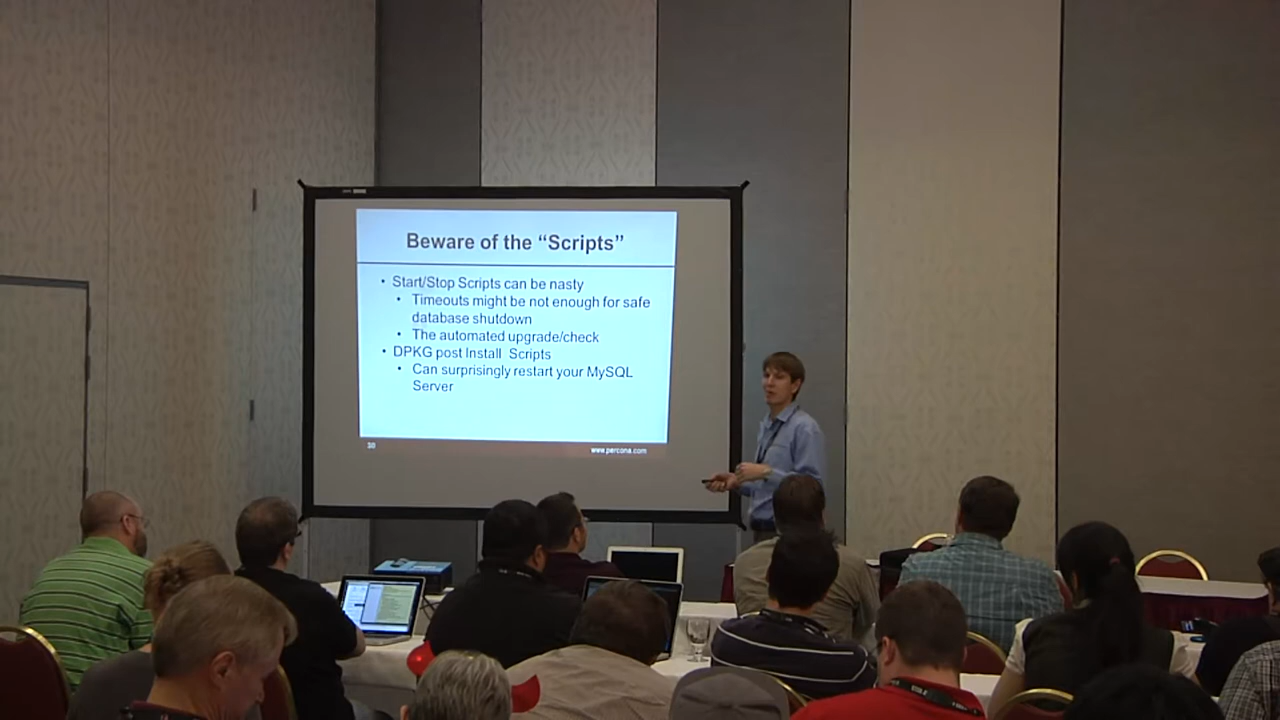 Beware of the “Scripts”
• Start/Stop Scripts can be nasty
• Timeouts might be not enough for safe
database shutdown
• The automated upgrade/check
• DPKG post Install Scripts
• Can surprisingly restart your MySQL
Server
30
www.percona.com